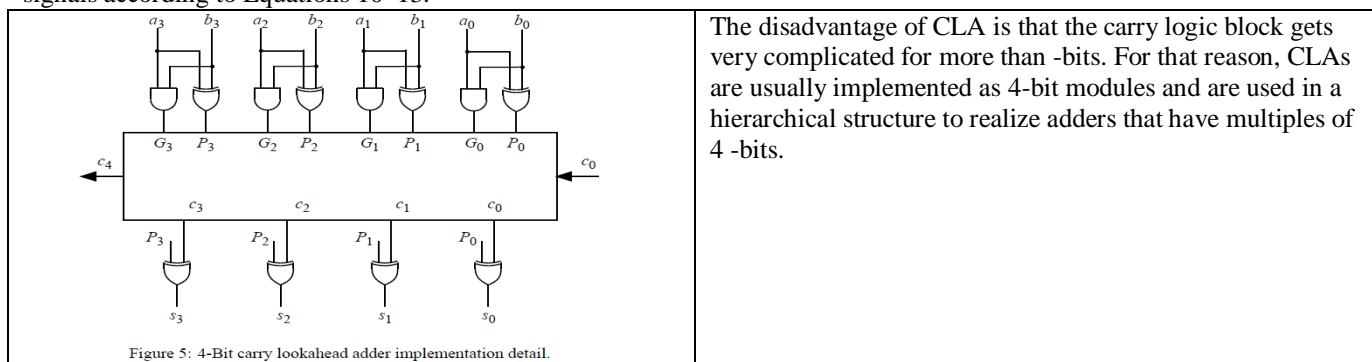 signals according to Equations 10–13.
a3 b3 a2 b2 a1 b1 a0 b0
G3 P3 G2 P2 G1 P1 G0 P0
c4 c0
c3 c2 c1 c0
P3 P2 P1 P0
s3 s2 s1 s0
Figure 5: 4-Bit carry lookahead adder implementation detail.
The disadvantage of CLA is that the carry logic block gets
very complicated for more than -bits. For that reason, CLAs
are usually implemented as 4-bit modules and are used in a
hierarchical structure to realize adders that have multiples of
4 -bits.